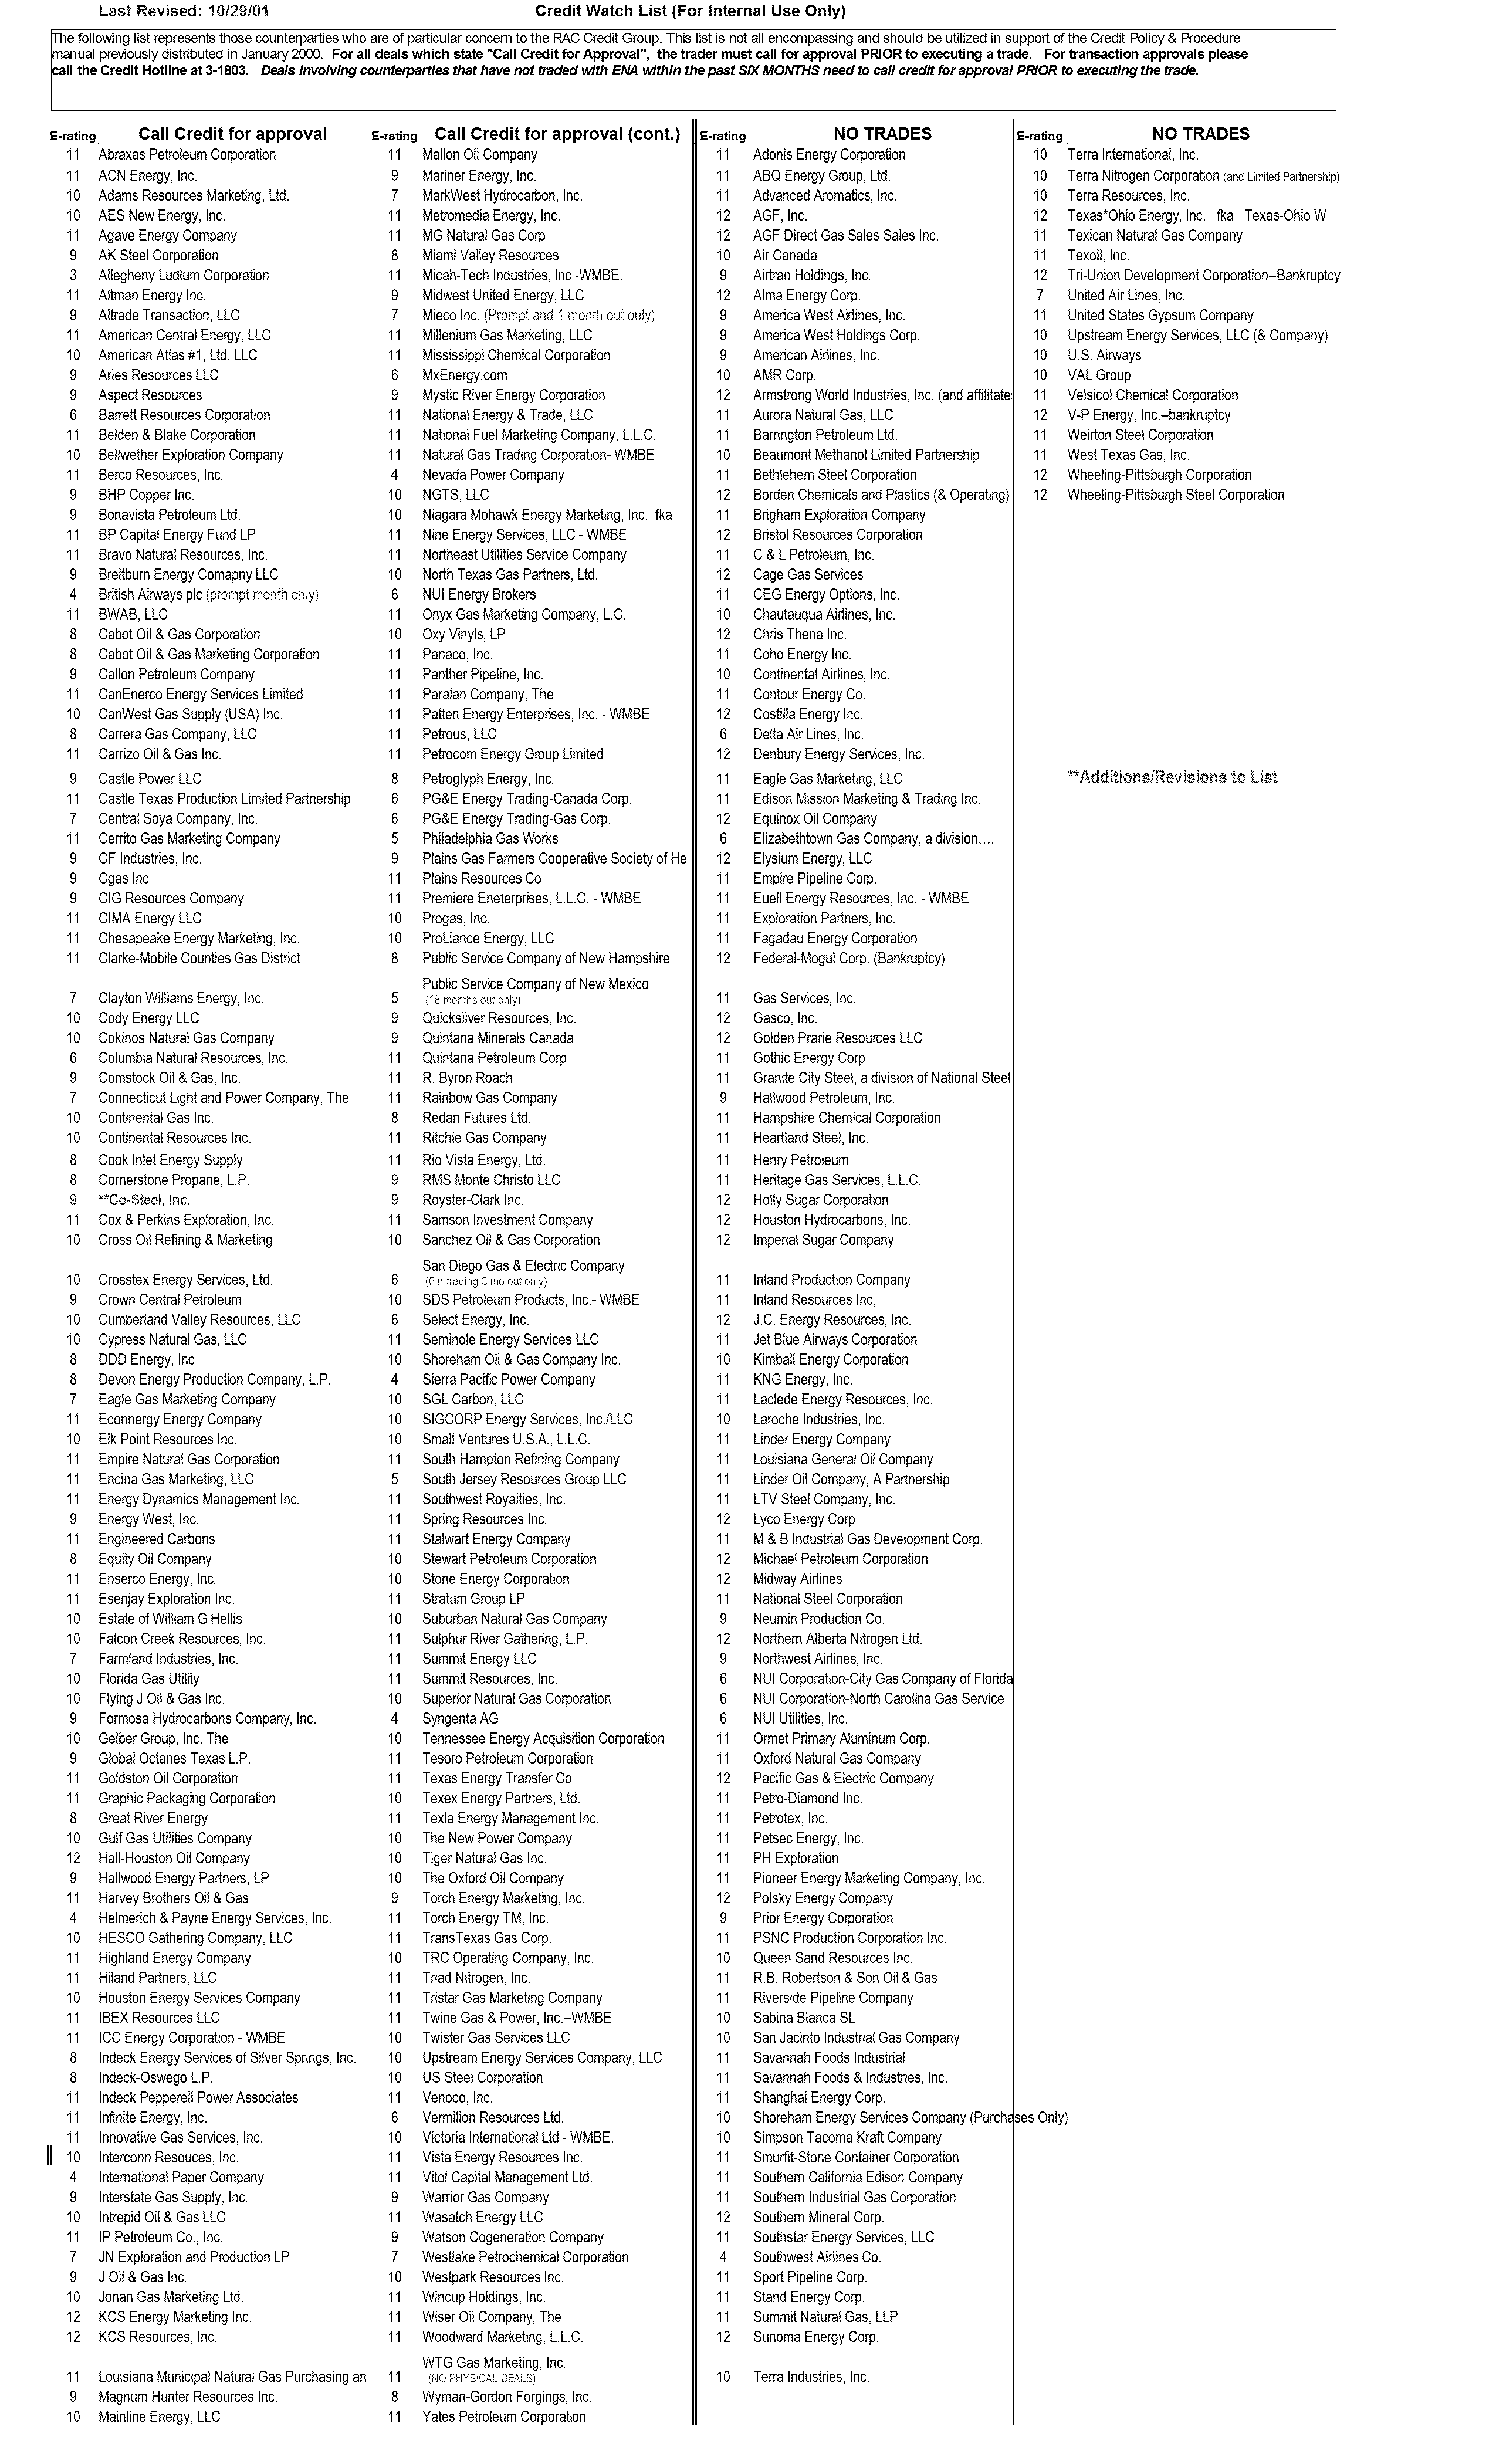 Last Revised: 10/29/01
Credit Watch List (For Internal Use Only)
The following list represents those counterparties who are of particular concern to the RAC Credit Group. This list is not all encompassing and should be utilized in support of the Credit Policy & Procedure
manual previously distributed in January 2000. For all deals which state "Call Credit for Approval", the trader must call for approval PRIOR to executing a trade. For transaction approvals please
call the Credit Hotline at 3-1803. Deals involving counterparties that have not traded with ENA within the past SIX MONTHS need to call credit for approval PRIOR to executing the trade.
E-rating Call Credit for approval
11 Abraxas Petroleum Corporation
11 ACN Energy, Inc.
10 Adams Resources Marketing, Ltd.
10 AES New Energy, Inc.
11 Agave Energy Company
9 AK Steel Corporation
3 Allegheny Ludlum Corporation
11 Altman Energy Inc.
9 Altrade Transaction, LLC
11 American Central Energy, LLC
10 American Atlas #1, Ltd. LLC
9 Aries Resources LLC
9 Aspect Resources
6 Barrett Resources Corporation
11 Belden & Blake Corporation
10 Bellwether Exploration Company
11 Berco Resources, Inc.
9 BHP Copper Inc.
9 Bonavista Petroleum Ltd.
11 BP Capital Energy Fund LP
11 Bravo Natural Resources, Inc.
9 Breitburn Energy Comapny LLC
4 British Airways plc (prompt month only)
11 BWAB, LLC
8 Cabot Oil & Gas Corporation
8 Cabot Oil & Gas Marketing Corporation
9 Callon Petroleum Company
11 CanEnerco Energy Services Limited
10 CanWest Gas Supply (USA) Inc.
8 Carrera Gas Company, LLC
11 Carrizo Oil & Gas Inc.
9 Castle Power LLC
11 Castle Texas Production Limited Partnership
7 Central Soya Company, Inc.
11 Cerrito Gas Marketing Company
9 CF Industries, Inc.
9 Cgas Inc
9 CIG Resources Company
11 CIMA Energy LLC
11 Chesapeake Energy Marketing, Inc.
11 Clarke-Mobile Counties Gas District
7 Clayton Williams Energy, Inc.
10 Cody Energy LLC
10 Cokinos Natural Gas Company
6 Columbia Natural Resources, Inc.
9 Comstock Oil & Gas, Inc.
7 Connecticut Light and Power Company, The
10 Continental Gas Inc.
10 Continental Resources Inc.
8 Cook Inlet Energy Supply
8 Cornerstone Propane, L.P.
9 **Co-Steel, Inc.
11 Cox & Perkins Exploration, Inc.
10 Cross Oil Refining & Marketing
10 Crosstex Energy Services, Ltd.
9 Crown Central Petroleum
10 Cumberland Valley Resources, LLC
10 Cypress Natural Gas, LLC
8 DDD Energy, Inc
8 Devon Energy Production Company, L.P.
7 Eagle Gas Marketing Company
11 Econnergy Energy Company
10 Elk Point Resources Inc.
11 Empire Natural Gas Corporation
11 Encina Gas Marketing, LLC
11 Energy Dynamics Management Inc.
9 Energy West, Inc.
11 Engineered Carbons
8 Equity Oil Company
11 Enserco Energy, Inc.
11 Esenjay Exploration Inc.
10 Estate of William G Hellis
10 Falcon Creek Resources, Inc.
7 Farmland Industries, Inc.
10 Florida Gas Utility
10 Flying J Oil & Gas Inc.
9 Formosa Hydrocarbons Company, Inc.
10 Gelber Group, Inc. The
9 Global Octanes Texas L.P.
11 Goldston Oil Corporation
11 Graphic Packaging Corporation
8 Great River Energy
10 Gulf Gas Utilities Company
12 Hall-Houston Oil Company
9 Hallwood Energy Partners, LP
11 Harvey Brothers Oil & Gas
4 Helmerich & Payne Energy Services, Inc.
10 HESCO Gathering Company, LLC
11 Highland Energy Company
11 Hiland Partners, LLC
10 Houston Energy Services Company
11 IBEX Resources LLC
11 ICC Energy Corporation - WMBE
8 Indeck Energy Services of Silver Springs, Inc.
8 Indeck-Oswego L.P.
11 Indeck Pepperell Power Associates
11 Infinite Energy, Inc.
11 Innovative Gas Services, Inc.
10 Interconn Resouces, Inc.
4 International Paper Company
9 Interstate Gas Supply, Inc.
10 Intrepid Oil & Gas LLC
11 IP Petroleum Co., Inc.
7 JN Exploration and Production LP
9 J Oil & Gas Inc.
10 Jonan Gas Marketing Ltd.
12 KCS Energy Marketing Inc.
12 KCS Resources, Inc.
11 Louisiana Municipal Natural Gas Purchasing an
9 Magnum Hunter Resources Inc.
10 Mainline Energy, LLC
E-rating Call Credit for approval (cont.)
11 Mallon Oil Company
9 Mariner Energy, Inc.
7 MarkWest Hydrocarbon, Inc.
11 Metromedia Energy, Inc.
11 MG Natural Gas Corp
8 Miami Valley Resources
11 Micah-Tech Industries, Inc -WMBE.
9 Midwest United Energy, LLC
7 Mieco Inc. (Prompt and 1 month out only)
11 Millenium Gas Marketing, LLC
11 Mississippi Chemical Corporation
6 MxEnergy.com
9 Mystic River Energy Corporation
11 National Energy & Trade, LLC
11 National Fuel Marketing Company, L.L.C.
11 Natural Gas Trading Corporation- WMBE
4 Nevada Power Company
10 NGTS, LLC
10 Niagara Mohawk Energy Marketing, Inc. fka
11 Nine Energy Services, LLC - WMBE
11 Northeast Utilities Service Company
10 North Texas Gas Partners, Ltd.
6 NUI Energy Brokers
11 Onyx Gas Marketing Company, L.C.
10 Oxy Vinyls, LP
11 Panaco, Inc.
11 Panther Pipeline, Inc.
11 Paralan Company, The
11 Patten Energy Enterprises, Inc. - WMBE
11 Petrous, LLC
11 Petrocom Energy Group Limited
8 Petroglyph Energy, Inc.
6 PG&E Energy Trading-Canada Corp.
6 PG&E Energy Trading-Gas Corp.
5 Philadelphia Gas Works
9 Plains Gas Farmers Cooperative Society of He
11 Plains Resources Co
11 Premiere Eneterprises, L.L.C. - WMBE
10 Progas, Inc.
10 ProLiance Energy, LLC
8 Public Service Company of New Hampshire
Public Service Company of New Mexico
5 (18 months out only)
9 Quicksilver Resources, Inc.
9 Quintana Minerals Canada
11 Quintana Petroleum Corp
11 R. Byron Roach
11 Rainbow Gas Company
8 Redan Futures Ltd.
11 Ritchie Gas Company
11 Rio Vista Energy, Ltd.
9 RMS Monte Christo LLC
9 Royster-Clark Inc.
11 Samson Investment Company
10 Sanchez Oil & Gas Corporation
San Diego Gas & Electric Company
6 (Fin trading 3 mo out only)
10 SDS Petroleum Products, Inc.- WMBE
6 Select Energy, Inc.
11 Seminole Energy Services LLC
10 Shoreham Oil & Gas Company Inc.
4 Sierra Pacific Power Company
10 SGL Carbon, LLC
10 SIGCORP Energy Services, Inc./LLC
10 Small Ventures U.S.A., L.L.C.
11 South Hampton Refining Company
5 South Jersey Resources Group LLC
11 Southwest Royalties, Inc.
11 Spring Resources Inc.
11 Stalwart Energy Company
10 Stewart Petroleum Corporation
10 Stone Energy Corporation
11 Stratum Group LP
10 Suburban Natural Gas Company
11 Sulphur River Gathering, L.P.
11 Summit Energy LLC
11 Summit Resources, Inc.
10 Superior Natural Gas Corporation
4 Syngenta AG
10 Tennessee Energy Acquisition Corporation
11 Tesoro Petroleum Corporation
11 Texas Energy Transfer Co
10 Texex Energy Partners, Ltd.
11 Texla Energy Management Inc.
10 The New Power Company
10 Tiger Natural Gas Inc.
10 The Oxford Oil Company
9 Torch Energy Marketing, Inc.
11 Torch Energy TM, Inc.
11 TransTexas Gas Corp.
10 TRC Operating Company, Inc.
11 Triad Nitrogen, Inc.
11 Tristar Gas Marketing Company
11 Twine Gas & Power, Inc.–WMBE
10 Twister Gas Services LLC
10 Upstream Energy Services Company, LLC
10 US Steel Corporation
11 Venoco, Inc.
6 Vermilion Resources Ltd.
10 Victoria International Ltd - WMBE.
11 Vista Energy Resources Inc.
11 Vitol Capital Management Ltd.
9 Warrior Gas Company
11 Wasatch Energy LLC
9 Watson Cogeneration Company
7 Westlake Petrochemical Corporation
10 Westpark Resources Inc.
11 Wincup Holdings, Inc.
11 Wiser Oil Company, The
11 Woodward Marketing, L.L.C.
WTG Gas Marketing, Inc.
11 (NO PHYSICAL DEALS)
8 Wyman-Gordon Forgings, Inc.
11 Yates Petroleum Corporation
E-rating NO TRADES
11 Adonis Energy Corporation
11 ABQ Energy Group, Ltd.
11 Advanced Aromatics, Inc.
12 AGF, Inc.
12 AGF Direct Gas Sales Sales Inc.
10 Air Canada
9 Airtran Holdings, Inc.
12 Alma Energy Corp.
9 America West Airlines, Inc.
9 America West Holdings Corp.
9 American Airlines, Inc.
10 AMR Corp.
12 Armstrong World Industries, Inc. (and affilitates
11 Aurora Natural Gas, LLC
11 Barrington Petroleum Ltd.
10 Beaumont Methanol Limited Partnership
11 Bethlehem Steel Corporation
12 Borden Chemicals and Plastics (& Operating)
11 Brigham Exploration Company
12 Bristol Resources Corporation
11 C & L Petroleum, Inc.
12 Cage Gas Services
11 CEG Energy Options, Inc.
10 Chautauqua Airlines, Inc.
12 Chris Thena Inc.
11 Coho Energy Inc.
10 Continental Airlines, Inc.
11 Contour Energy Co.
12 Costilla Energy Inc.
6 Delta Air Lines, Inc.
12 Denbury Energy Services, Inc.
11 Eagle Gas Marketing, LLC
11 Edison Mission Marketing & Trading Inc.
12 Equinox Oil Company
6 Elizabethtown Gas Company, a division….
12 Elysium Energy, LLC
11 Empire Pipeline Corp.
11 Euell Energy Resources, Inc. - WMBE
11 Exploration Partners, Inc.
11 Fagadau Energy Corporation
12 Federal-Mogul Corp. (Bankruptcy)
11 Gas Services, Inc.
12 Gasco, Inc.
12 Golden Prarie Resources LLC
11 Gothic Energy Corp
11 Granite City Steel, a division of National Steel
9 Hallwood Petroleum, Inc.
11 Hampshire Chemical Corporation
11 Heartland Steel, Inc.
11 Henry Petroleum
11 Heritage Gas Services, L.L.C.
12 Holly Sugar Corporation
12 Houston Hydrocarbons, Inc.
12 Imperial Sugar Company
11 Inland Production Company
11 Inland Resources Inc,
12 J.C. Energy Resources, Inc.
11 Jet Blue Airways Corporation
10 Kimball Energy Corporation
11 KNG Energy, Inc.
11 Laclede Energy Resources, Inc.
10 Laroche Industries, Inc.
11 Linder Energy Company
11 Louisiana General Oil Company
11 Linder Oil Company, A Partnership
11 LTV Steel Company, Inc.
12 Lyco Energy Corp
11 M & B Industrial Gas Development Corp.
12 Michael Petroleum Corporation
12 Midway Airlines
11 National Steel Corporation
9 Neumin Production Co.
12 Northern Alberta Nitrogen Ltd.
9 Northwest Airlines, Inc.
6 NUI Corporation-City Gas Company of Florida
6 NUI Corporation-North Carolina Gas Service
6 NUI Utilities, Inc.
11 Ormet Primary Aluminum Corp.
11 Oxford Natural Gas Company
12 Pacific Gas & Electric Company
11 Petro-Diamond Inc.
11 Petrotex, Inc.
11 Petsec Energy, Inc.
11 PH Exploration
11 Pioneer Energy Marketing Company, Inc.
12 Polsky Energy Company
9 Prior Energy Corporation
11 PSNC Production Corporation Inc.
10 Queen Sand Resources Inc.
11 R.B. Robertson & Son Oil & Gas
11 Riverside Pipeline Company
10 Sabina Blanca SL
10 San Jacinto Industrial Gas Company
11 Savannah Foods Industrial
11 Savannah Foods & Industries, Inc.
11 Shanghai Energy Corp.
10 Shoreham Energy Services Company (Purchases Only)
10 Simpson Tacoma Kraft Company
11 Smurfit-Stone Container Corporation
11 Southern California Edison Company
11 Southern Industrial Gas Corporation
12 Southern Mineral Corp.
11 Southstar Energy Services, LLC
4 Southwest Airlines Co.
11 Sport Pipeline Corp.
11 Stand Energy Corp.
11 Summit Natural Gas, LLP
12 Sunoma Energy Corp.
10 Terra Industries, Inc.
E-rating NO TRADES
10 Terra International, Inc.
10 Terra Nitrogen Corporation (and Limited Partnership)
10 Terra Resources, Inc.
12 Texas*Ohio Energy, Inc. fka Texas-Ohio W
11 Texican Natural Gas Company
11 Texoil, Inc.
12 Tri-Union Development Corporation--Bankruptcy
7 United Air Lines, Inc.
11 United States Gypsum Company
10 Upstream Energy Services, LLC (& Company)
10 U.S. Airways
10 VAL Group
11 Velsicol Chemical Corporation
12 V-P Energy, Inc.–bankruptcy
11 Weirton Steel Corporation
11 West Texas Gas, Inc.
12 Wheeling-Pittsburgh Corporation
12 Wheeling-Pittsburgh Steel Corporation
**Additions/Revisions to List